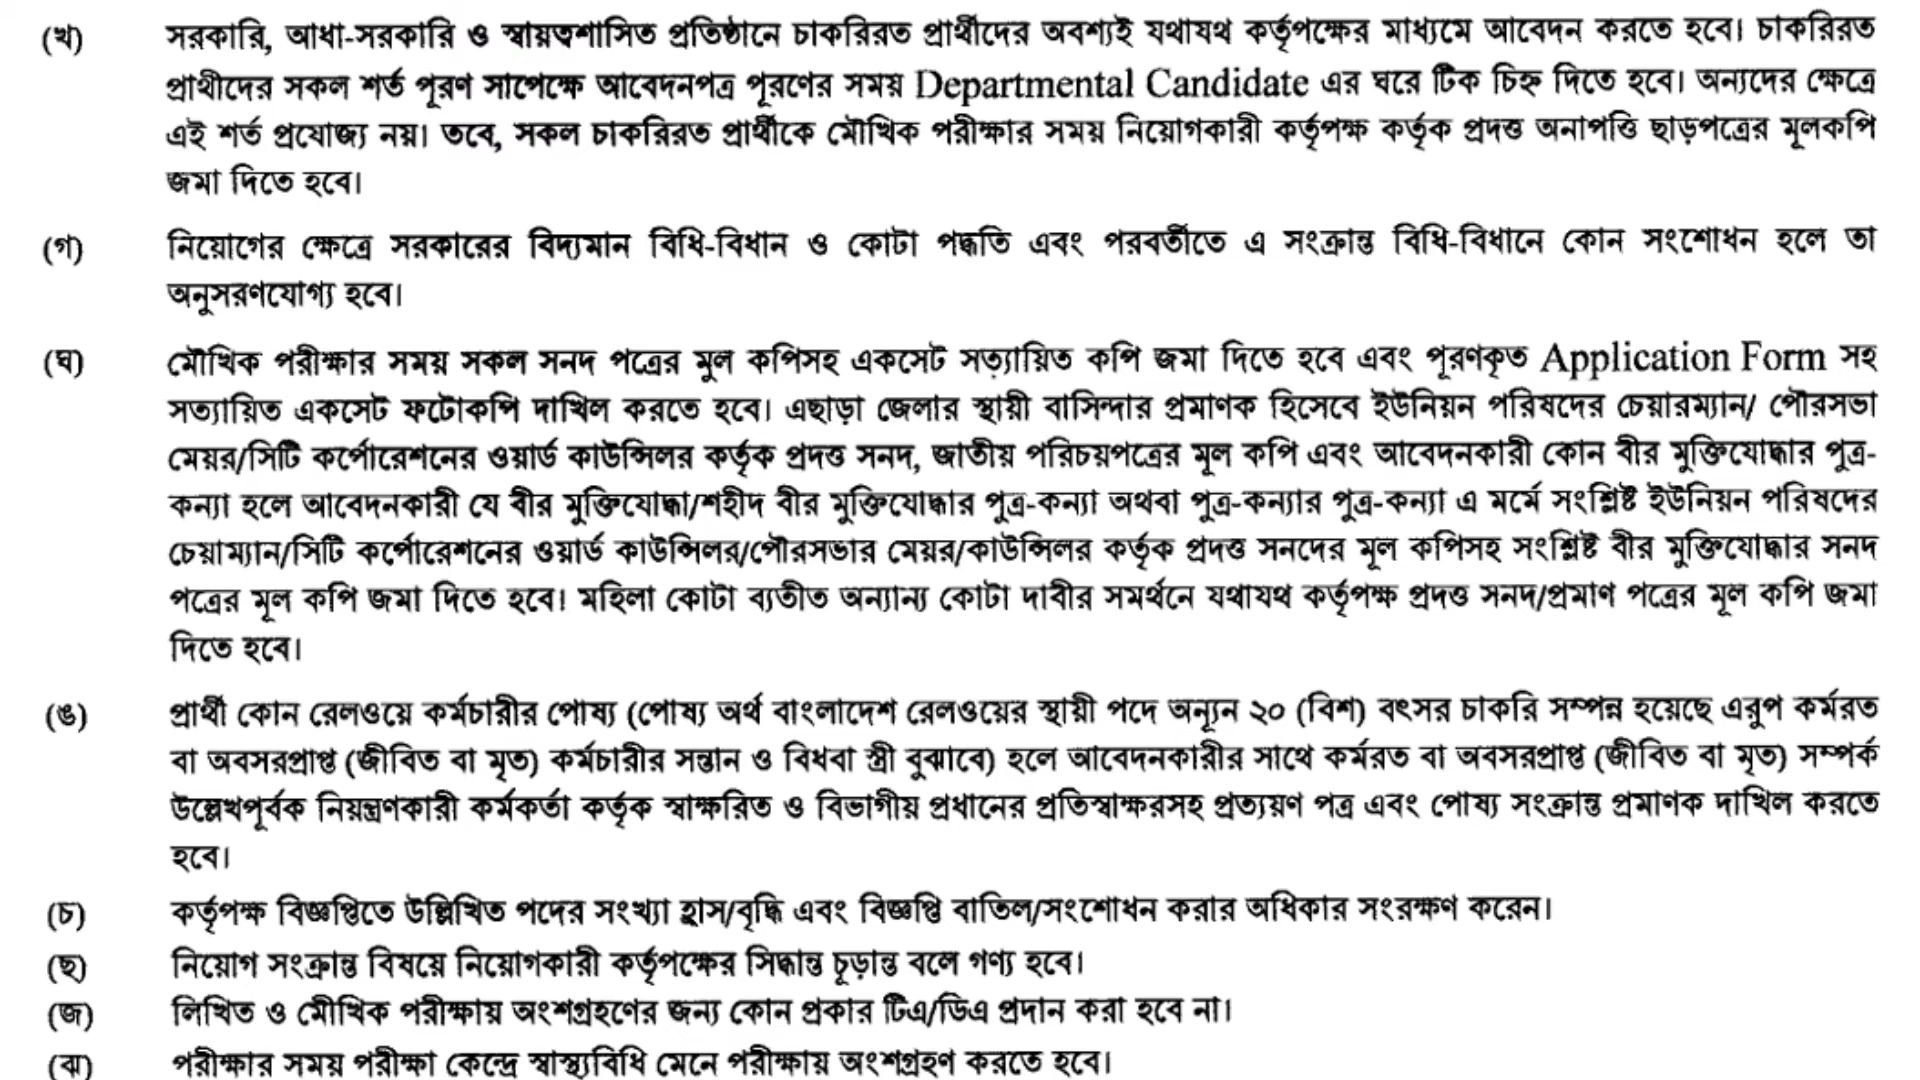 (খ) সরকারি, আধা-সরকারি ও স্বায়ত্বশাসিত প্রতিষ্ঠানে চাকরিরত প্রার্থীদের অবশ্যই যথাযথ কর্তৃপক্ষের মাধ্যমে আবেদন করতে হবে। চাকরিরত
প্রার্থীদের সকল শর্ত পূরণ সাপেক্ষে আবেদনপত্র পূরণের সময় Departmental Candidate এর ঘরে টিক চিহ্ন দিতে হবে। অন্যদের ক্ষেত্রে
এই শর্ত প্রযোজ্য নয়। তবে, সকল চাকরিরত প্রার্থীকে মৌখিক পরীক্ষার সময় নিয়োগকারী কর্তৃপক্ষ কর্তৃক প্রদত্ত অনাপত্তি ছাড়পত্রের মূলকপি
জমা দিতে হবে।
(গ) নিয়োগের ক্ষেত্রে সরকারের বিদ্যমান বিধি-বিধান ও কোটা পদ্ধতি এবং পরবর্তীতে এ সংক্রান্ত বিধি-বিধানে কোন সংশোধন হলে তা
অনুসরণযোগ্য হবে।
(ঘ) মৌখিক পরীক্ষার সময় সকল সনদ পত্রের মুল কপিসহ একসেট সত্যায়িত কপি জমা দিতে হবে এবং পূরণকৃত Application Form সহ
সত্যায়িত একসেট ফটোকপি দাখিল করতে হবে। এছাড়া জেলার স্থায়ী বাসিন্দার প্রমাণক হিসেবে ইউনিয়ন পরিষদের চেয়ারম্যান/ পৌরসভা
মেয়র/সিটি কর্পোরেশনের ওয়ার্ড কাউন্সিলর কর্তৃক প্রদত্ত সনদ, জাতীয় পরিচয়পত্রের মূল কপি এবং আবেদনকারী কোন বীর মুক্তিযোদ্ধার পুত্র-
কন্যা হলে আবেদনকারী যে বীর মুক্তিযোদ্ধা/শহীদ বীর মুক্তিযোদ্ধার পুত্র-কন্যা অথবা পুত্র-কন্যার পুত্র-কন্যা এ মর্মে সংশ্লিষ্ট ইউনিয়ন পরিষদের
চেয়াম্যান/সিটি কর্পোরেশনের ওয়ার্ড কাউন্সিলর/পৌরসভার মেয়র/কাউন্সিলর কর্তৃক প্রদত্ত সনদের মূল কপিসহ সংশ্লিষ্ট বীর মুক্তিযোদ্ধার সনদ
পত্রের মূল কপি জমা দিতে হবে। মহিলা কোটা ব্যতীত অন্যান্য কোটা দাবীর সমর্থনে যথাযথ কর্তৃপক্ষ প্রদত্ত সনদ/প্রমাণ পত্রের মূল কপি জমা
দিতে হবে।
(ঙ) প্রার্থী কোন রেলওয়ে কর্মচারীর পোষ্য (পোষ্য অর্থ বাংলাদেশ রেলওয়ের স্থায়ী পদে অন্যূন ২০ (বিশ) বৎসর চাকরি সম্পন্ন হয়েছে এরুপ কর্মরত
বা অবসরপ্রাপ্ত (জীবিত বা মৃত) কর্মচারীর সন্তান ও বিধবা স্ত্রী বুঝাবে) হলে আবেদনকারীর সাথে কর্মরত বা অবসরপ্রাপ্ত (জীবিত বা মৃত) সম্পর্ক
উল্লেখপূর্বক নিয়ন্ত্রণকারী কর্মকর্তা কর্তৃক স্বাক্ষরিত ও বিভাগীয় প্রধানের প্রতিস্বাক্ষরসহ প্রত্যয়ণ পত্র এবং পোষ্য সংক্রান্ত প্রমাণক দাখিল করতে
হবে।
(চ) কর্তৃপক্ষ বিজ্ঞপ্তিতে উল্লিখিত পদের সংখ্যা হ্রাস/বৃদ্ধি এবং বিজ্ঞপ্তি বাতিল/সংশোধন করার অধিকার সংরক্ষণ করেন।
(ছ) নিয়োগ সংক্রান্ত বিষয়ে নিয়োগকারী কর্তৃপক্ষের সিদ্ধান্ত চূড়ান্ত বলে গণ্য হবে।
(জ) লিখিত ও মৌখিক পরীক্ষায় অংশগ্রহণের জন্য কোন প্রকার টিএ/ডিএ প্রদান করা হবে না।
(ঝ) পরীক্ষার সময় পরীক্ষা কেন্দ্রে স্বাস্থ্যবিধি মেনে পরীক্ষায় অংশগ্রহণ করতে হবে।